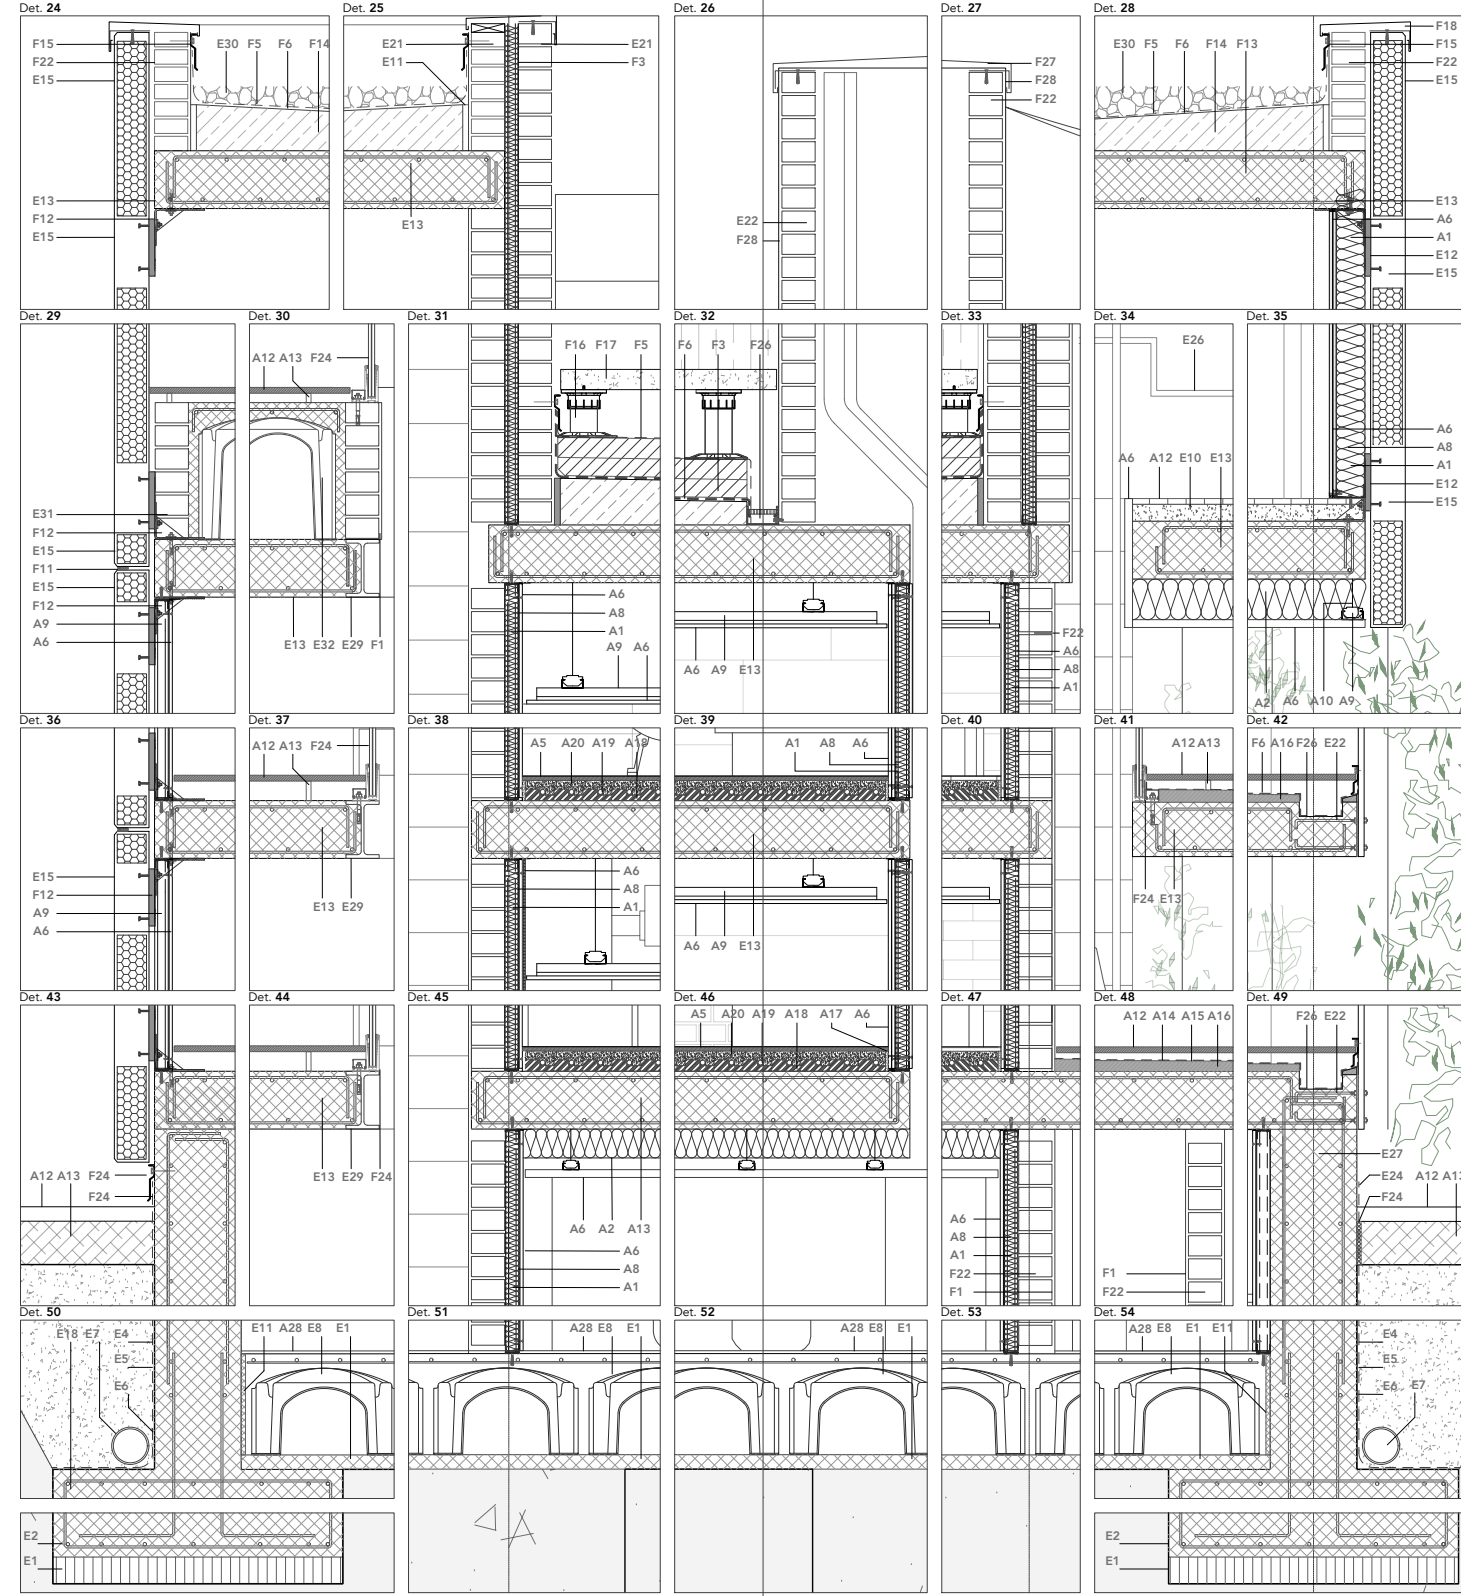 Det. 24
F15 E30 F5 F6 F14
F22
E15
E13
F12
E15
Det. 25
E21 E21
E11 F3
E13
Det. 26
E22
F28
Det. 27
F27
F28
F22
Det. 28
F18
E30 F5 F6 F14 F13 F15
F22
E15
E13
A6
A1
E12
E15
Det. 29
E31
F12
E15
F11
E15
F12
A9
A6
Det. 30
A12 A13 F24
E13 E32 E29 F1
Det. 31
F16 F17 F5
A6
A8
A1
A9 A6
Det. 32
F6 F3 F26
A6 A9 E13
Det. 33
F22
A6
A8
A1
Det. 34
E26
A6 A12 E10 E13
Det. 35
A6
A8
A1
E12
E15
A2 A6 A10 A9
Det. 36
E15
F12
A9
A6
Det. 37
A12 A13 F24
E13 E29
Det. 38
A5 A20 A19 A18
A6
A8
A1
Det. 39
A1 A8 A6
A6 A9 E13
Det. 40
Det. 41
A12 A13
F24 E13
Det. 42
F6 A16 F26 E22
Det. 43
A12 A13 F24
F24
Det. 44
E13 E29 F24
Det. 45
A6 A2 A13
A6
A8
A1
Det. 46
A5 A20 A19 A18 A17 A6
Det. 47
A6
A8
A1
F22
F1
Det. 48
A12 A14 A15 A16
F1
F22
Det. 49
F26 E22
E27
E24 A12 A13
F24
Det. 50
E18 E7 E4 E11 A28 E8 E1
E5
E6
E2
E1
Det. 51
A28 E8 E1
Det. 52
A28 E8 E1
Det. 53
Det. 54
A28 E8 E1 E11 E4
E5
E6 E7
E2
E1